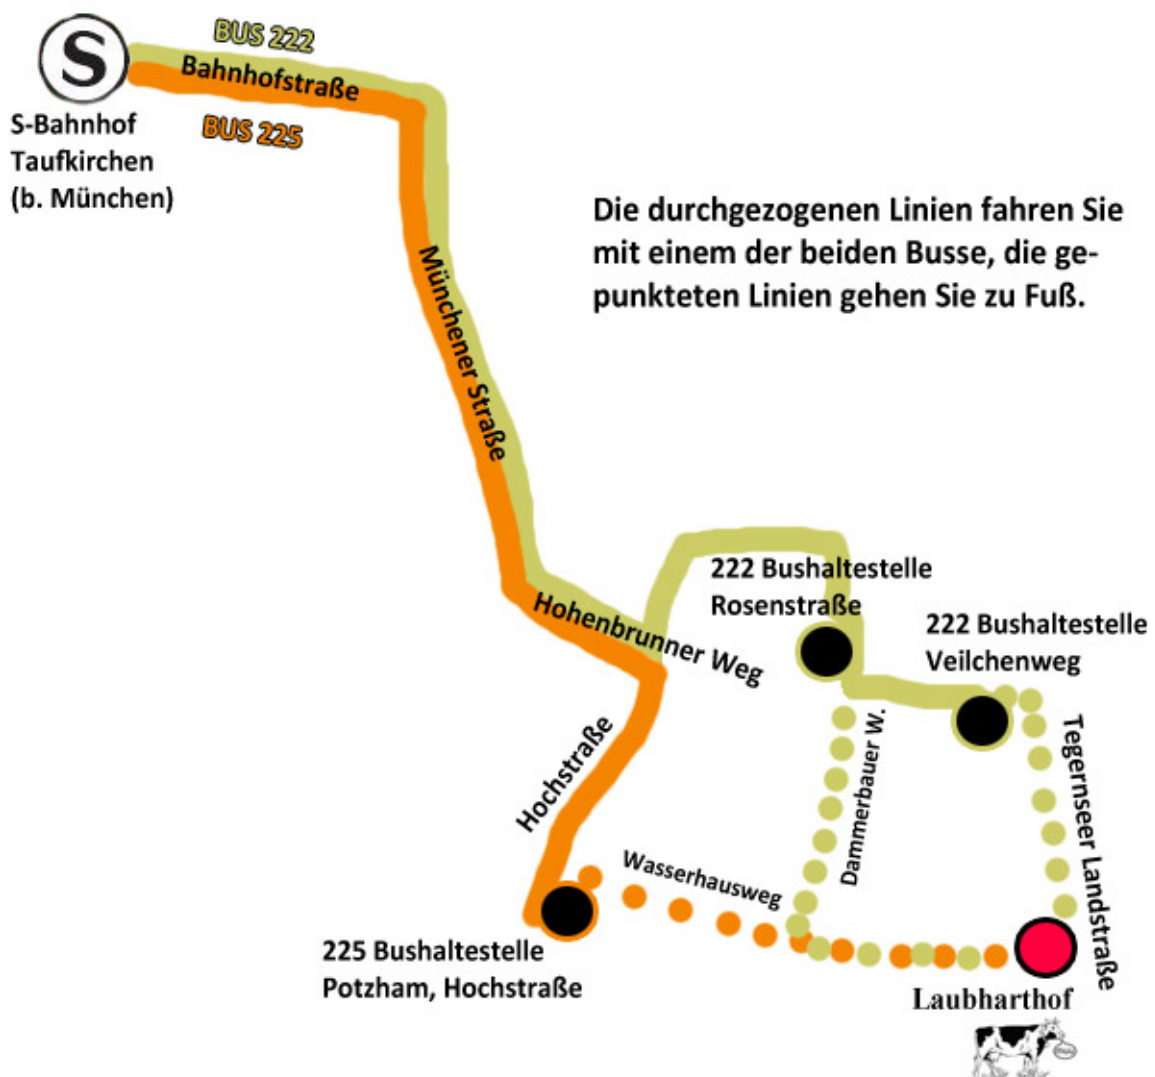 BUS 222
S
Bahnhofstraße
BUS 225
S-Bahnhof
Taufkirchen
(b. München)
Die durchgezogenen Linien fahren Sie
mit einem der beiden Busse, die ge-
punkteten Linien gehen Sie zu Fuß.
Münchener Straße
222 Bushaltestelle
Rosenstraße
Hohenbrunner Weg
222 Bushaltestelle
Veilchenweg
Hochstraße
Dammerbauer W.
Tegernseer Landstraße
Wasserhausweg
225 Bushaltestelle
Potzham, Hochstraße
Laubharthof